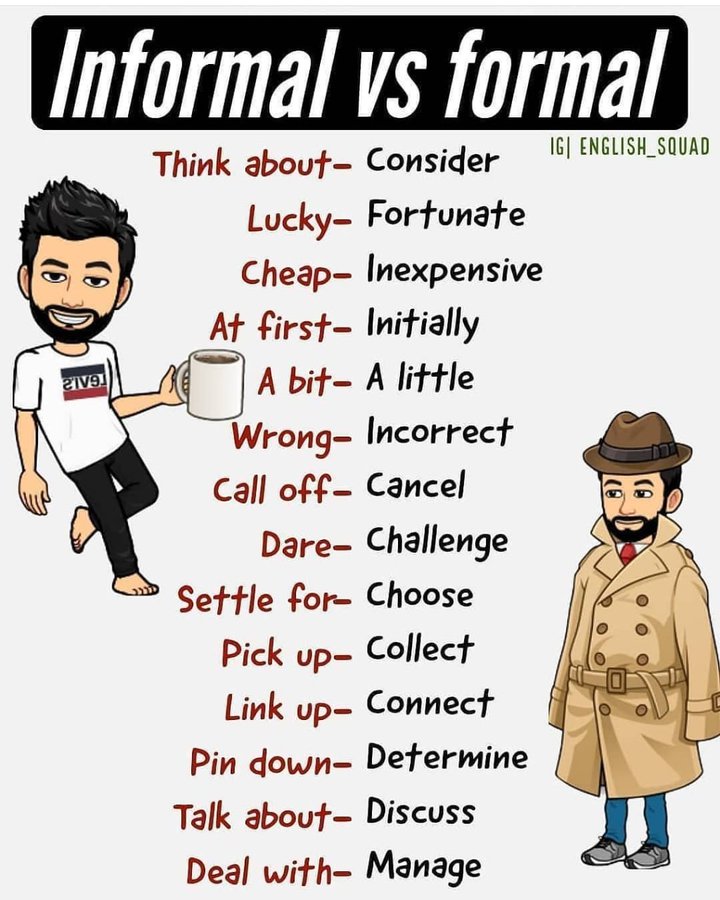 Informal vs formal
IG| ENGLISH_SQUAD
Think about- Consider
Lucky- Fortunate
Cheap- Inexpensive
At first- Initially
LEVI'S
A bit- A little
Wrong- Incorrect
Call off- Cancel
Dare- Challenge
Settle for- Choose
Pick up- Collect
Link up- Connect
Pin down- Determine
Talk about- Discuss
Deal with- Manage